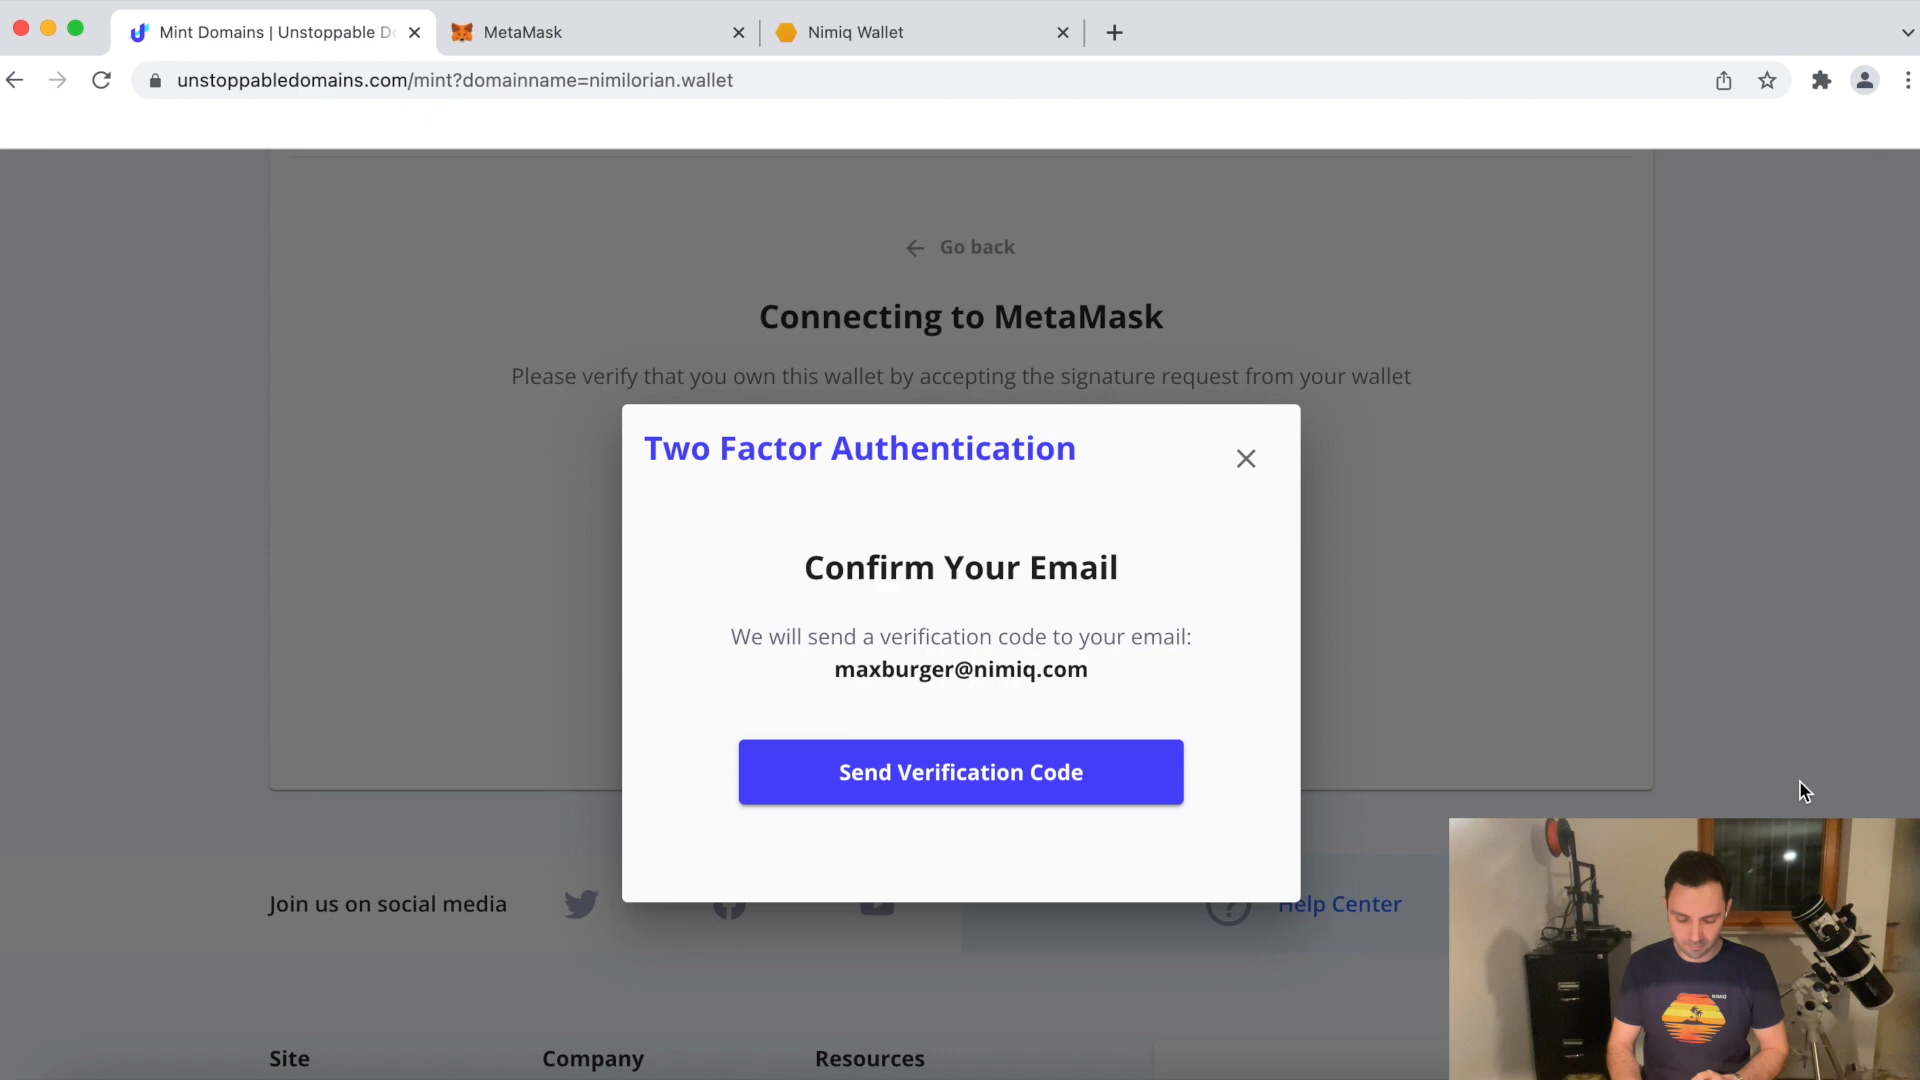 Mint Domains | Unstoppable Do
MetaMask
Nimiq Wallet
unstoppabledomains.com/mint?domainname=nimilorian.wallet
Go back
Connecting to MetaMask
Please verify that you own this wallet by accepting the signature request from your wallet
Two Factor Authentication
Confirm Your Email
We will send a verification code to your email:
maxburger@nimiq.com
Send Verification Code
Join us on social media
Help Center
NIMIQ
Site
Company
Resources